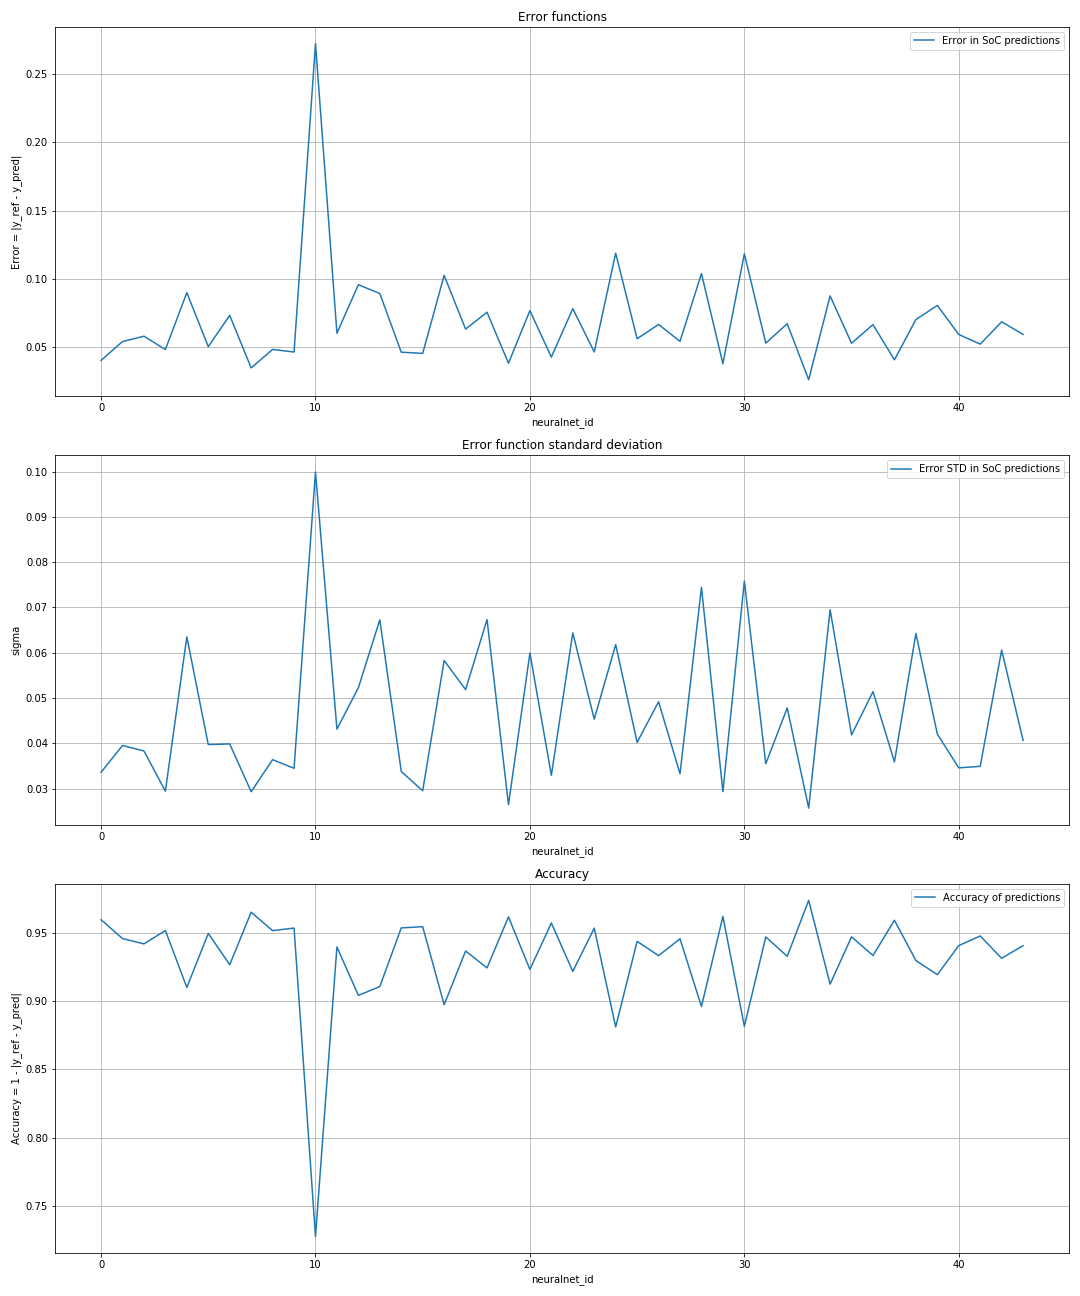 Error functions
Error in SoC predictions
Error = |y_ref - y_pred|
0.25
0.20
0.15
0.10
0.05
0 10 20 30 40
neuralnet_id
Error function standard deviation
Error STD in SoC predictions
sigma
0.10
0.09
0.08
0.07
0.06
0.05
0.04
0.03
0 10 20 30 40
neuralnet_id
Accuracy
Accuracy of predictions
Accuracy = 1 - |y_ref - y_pred|
0.95
0.90
0.85
0.80
0.75
0 10 20 30 40
neuralnet_id